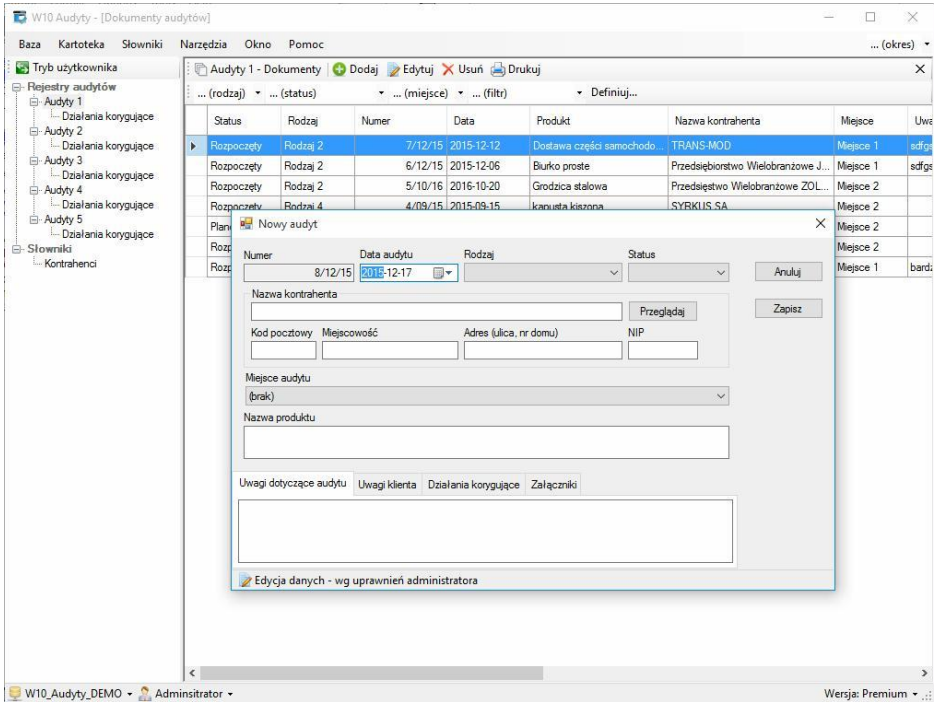 W10 Audyty - [Dokumenty audytów]
Baza Kartoteka Słowniki Narzędzia Okno Pomoc ... (okres)
Tryb użytkownika
Audyty 1 - Dokumenty Dodaj Edytuj Usuń Drukuj
Rejestry audytów
Audyty 1
Działania korygujące
Audyty 2
Działania korygujące
Audyty 3
Działania korygujące
Audyty 4
Działania korygujące
Audyty 5
Działania korygujące
Słowniki
Kontrahenci
... (rodzaj) ... (status) ... (miejsce) ... (filtr) Definiuj...
Status Rodzaj Numer Data Produkt Nazwa kontrahenta Miejsce Uwa
Rozpoczęty Rodzaj 2 7/12/15 2015-12-12 Dostawa części samochodo... TRANS-MOD Miejsce 1 sdfgs
Rozpoczęty Rodzaj 2 6/12/15 2015-12-06 Biurko proste Przedsiębiorstwo Wielobranżowe J... Miejsce 1 sdfgs
Rozpoczęty Rodzaj 2 5/10/16 2016-10-20 Grodzica stalowa Przedsięstwo Wielobranżowe ZOL... Miejsce 2
Rozpoczęty Rodzaj 4 4/09/15 2015-09-15 kapusta kiszona SYRKUS SA Miejsce 2
Plan Miejsce 2
Rozp Miejsce 2
Rozp Miejsce 1 bardz
Nowy audyt
Numer Data audytu Rodzaj Status
8/12/15 2015-12-17 Anuluj
Nazwa kontrahenta
Przeglądaj Zapisz
Kod pocztowy Miejscowość Adres (ulica, nr domu) NIP
Miejsce audytu
(brak)
Nazwa produktu
Uwagi dotyczące audytu Uwagi klienta Działania korygujące Załączniki
Edycja danych - wg uprawnień administratora
W10_Audyty_DEMO Adminsitrator Wersja: Premium